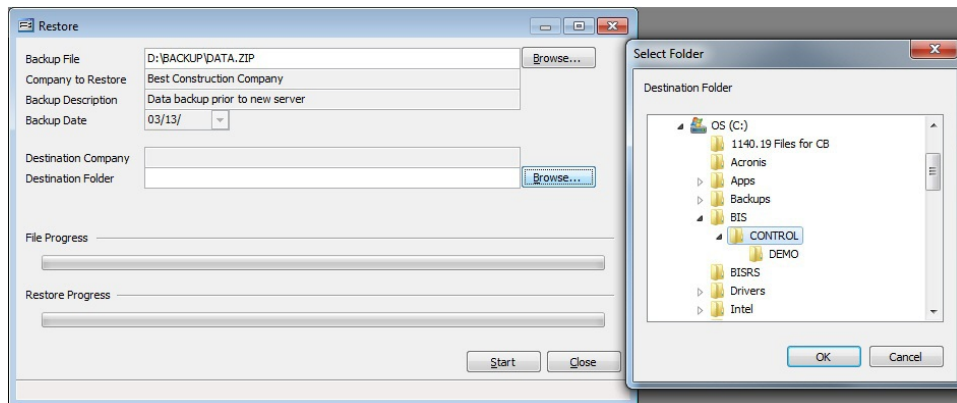 Restore
Backup File D:\BACKUP\DATA.ZIP Browse...
Company to Restore Best Construction Company
Backup Description Data backup prior to new server
Backup Date 03/13/
Destination Company
Destination Folder Browse...
File Progress
Restore Progress
Start Close
Select Folder
Destination Folder
OS (C:)
1140.19 Files for CB
Acronis
Apps
Backups
BIS
CONTROL
DEMO
BISRS
Drivers
Intel
OK Cancel